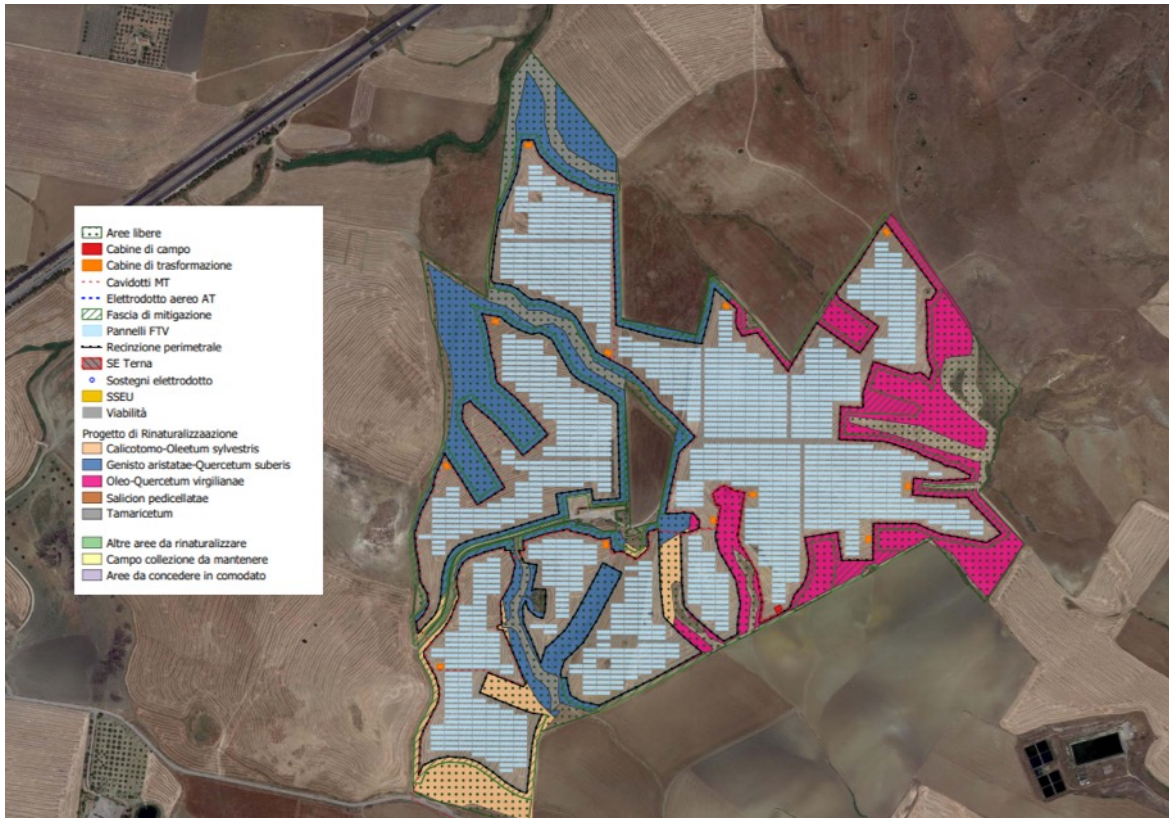 Aree libere
Cabine di campo
Cabine di trasformazione
Cavidotti MT
Elettrodotto aereo AT
Fascia di mitigazione
Pannelli FTV
Recinzione perimetrale
SE Terna
Sostegni elettrodotto
SSEU
Viabilità
Progetto di Rinaturalizzaazione
Calicotomo-Oleetum sylvestris
Genisto aristatae-Quercetum suberis
Oleo-Quercetum virgilianae
Salicion pedicellatae
Tamaricetum
Altre aree da rinaturalizzare
Campo collezione da mantenere
Aree da concedere in comodato